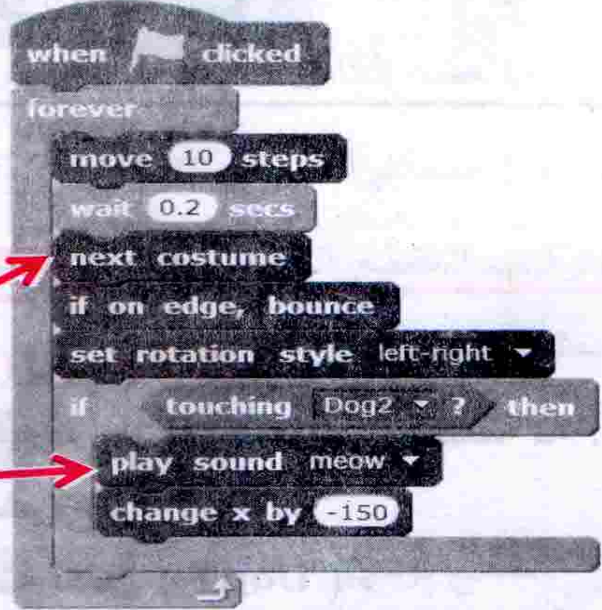 when clicked
forever
move 10 steps
wait 0.2 secs
next costume
if on edge, bounce
set rotation style left-right
if touching Dog2 ? then
play sound meow
change x by -150